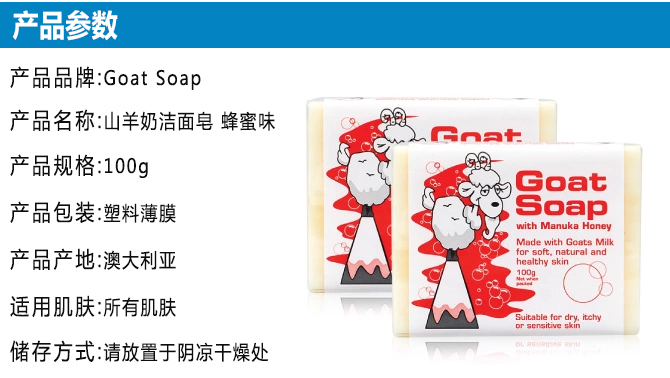 产品参数
产品品牌:Goat Soap
产品名称:山羊奶洁面皂 蜂蜜味
产品规格:100g
产品包装:塑料薄膜
产品产地:澳大利亚
适用肌肤:所有肌肤
储存方式:请放置于阴凉干燥处
Goat
Goat
Soap
with Manuka Honey
Made with Goats Milk
for soft, natural and
healthy skin
100g
Net when
packed
Suitable for dry, itchy
or sensitive skin